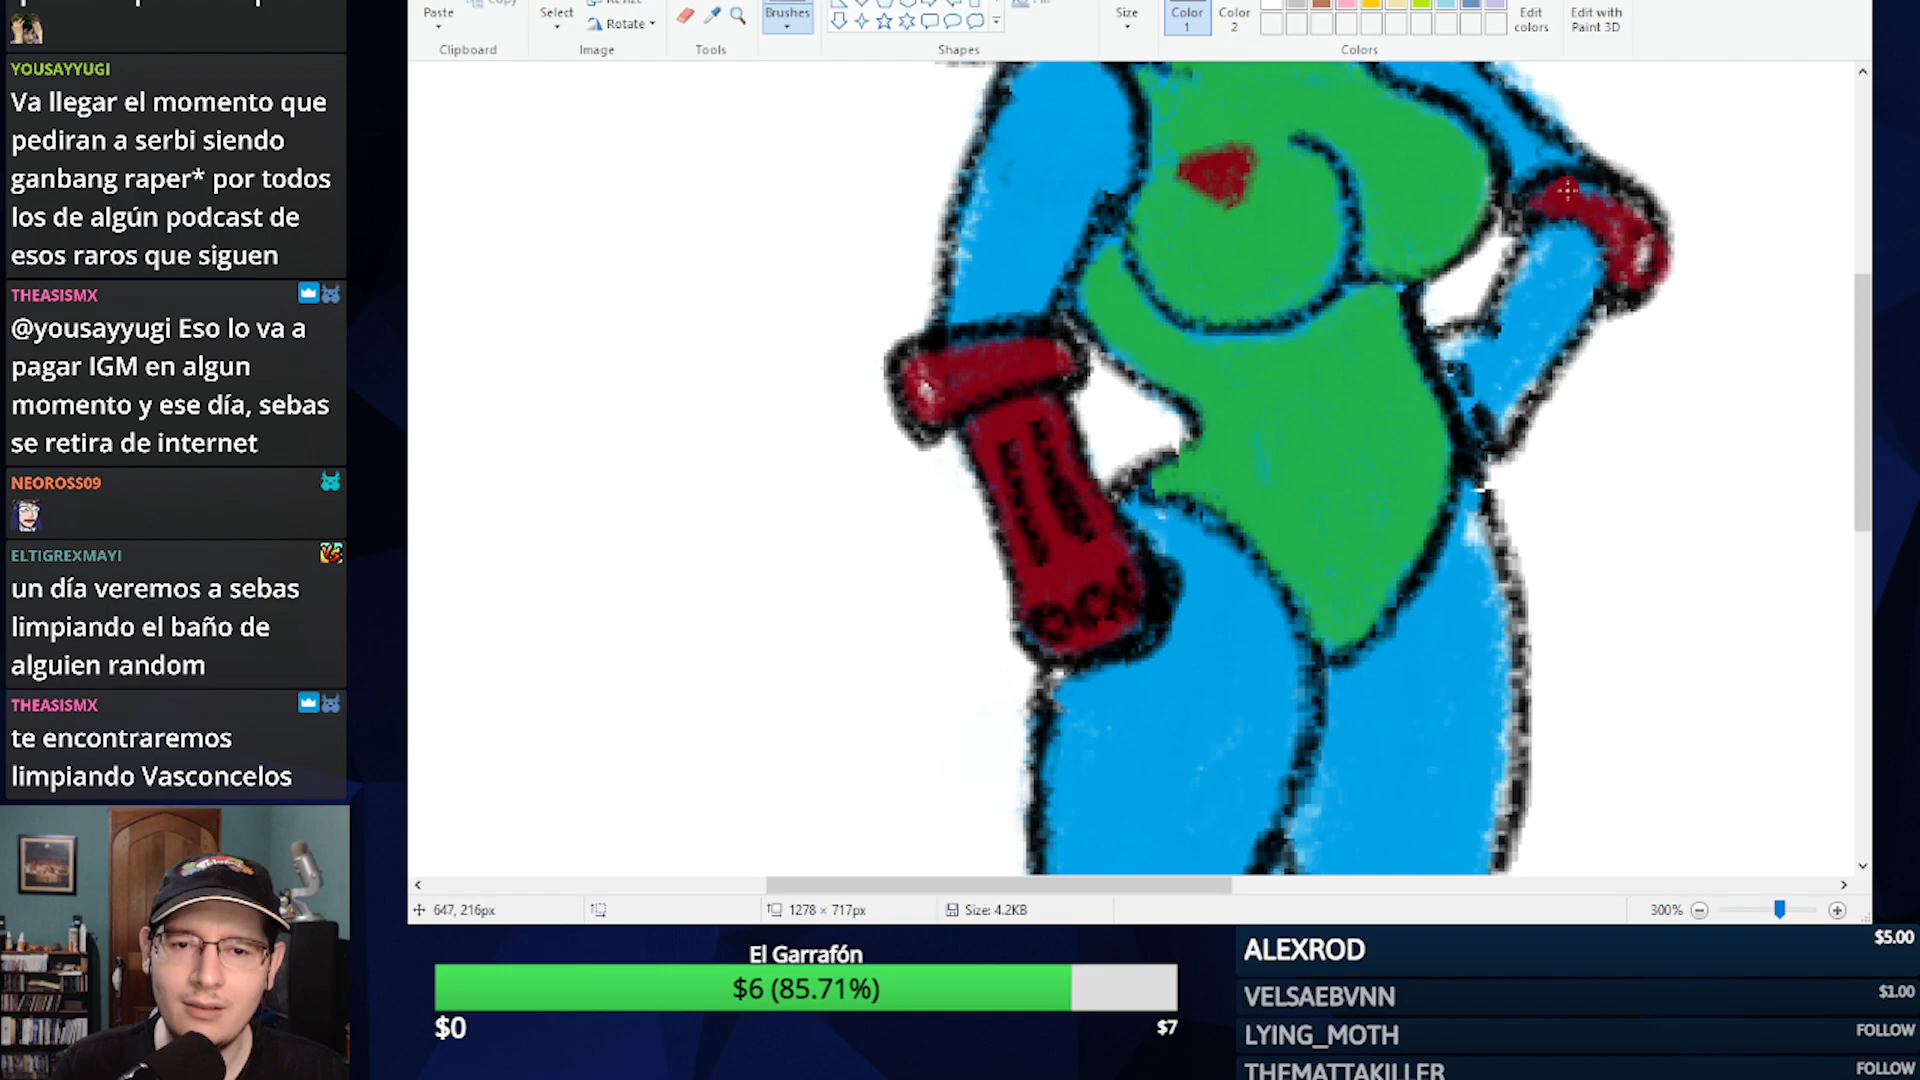 YOUSAYYUGI
Va llegar el momento que
pediran a serbi siendo
ganbang raper* por todos
los de algún podcast de
esos raros que siguen
THEASISMX
@yousayyugi Eso lo va a
pagar IGM en algun
momento y ese día, sebas
se retira de internet
NEOROSS09
ELTIGREXMAYI
un día veremos a sebas
limpiando el baño de
alguien random
THEASISMX
te encontraremos
limpiando Vasconcelos
Paste
Copy
Clipboard
Select
Rotate
Image
Tools
Brushes
Shapes
Size
Color
1
Color
2
Edit
colors
Edit with
Paint 3D
Colors
647, 216px
1278 × 717px
Size: 4.2KB
300%
El Garrafón
$6 (85.71%)
$0
$7
ALEXROD
$5.00
VELSAEBVNN
$1.00
LYING_MOTH
FOLLOW
THEMATTAKILLER
FOLLOW